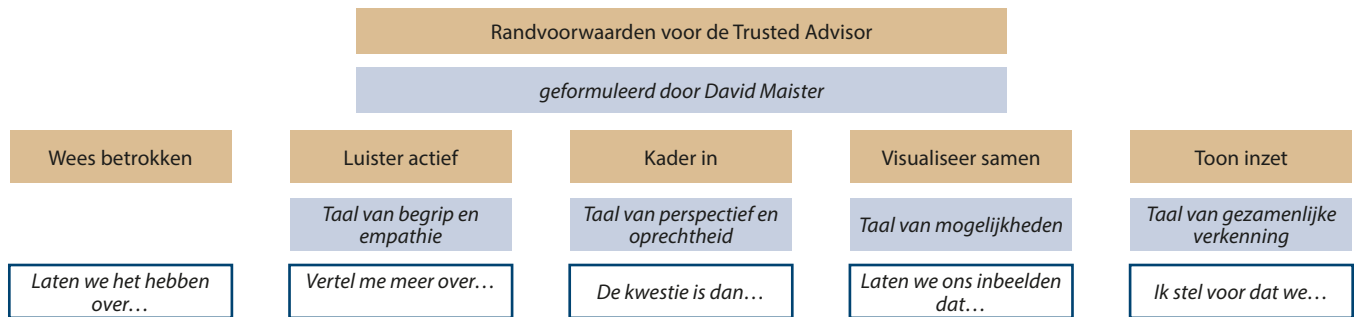 Randvoorwaarden voor de Trusted Advisor
geformuleerd door David Maister
Wees betrokken
Luister actief
Kader in
Visualiseer samen
Toon inzet
Taal van begrip en
empathie
Taal van perspectief en
oprechtheid
Taal van mogelijkheden
Taal van gezamenlijke
verkenning
Laten we het hebben
over…
Vertel me meer over…
De kwestie is dan…
Laten we ons inbeelden
dat…
Ik stel voor dat we…